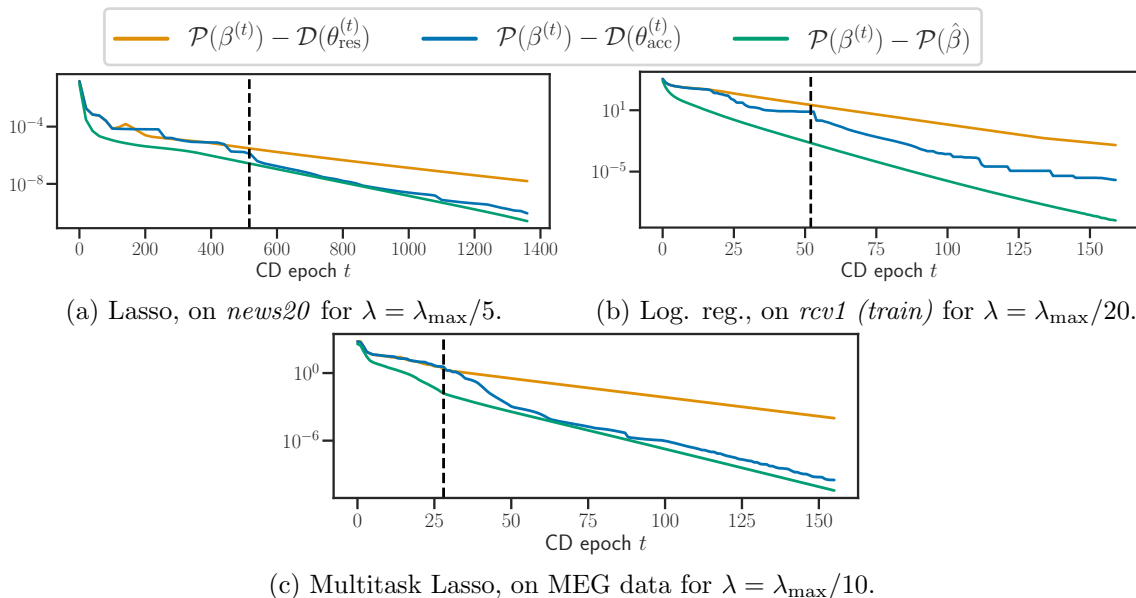 𝒫(β^(t)) − 𝒟(θ_res^(t)) 𝒫(β^(t)) − 𝒟(θ_acc^(t)) 𝒫(β^(t)) − 𝒫(β̂)
10^−4
10^−8
0 200 400 600 800 1000 1200 1400
CD epoch t
(a) Lasso, on news20 for λ = λ_max/5.
10^1
10^−5
0 25 50 75 100 125 150
CD epoch t
(b) Log. reg., on rcv1 (train) for λ = λ_max/20.
10^0
10^−6
0 25 50 75 100 125 150
CD epoch t
(c) Multitask Lasso, on MEG data for λ = λ_max/10.